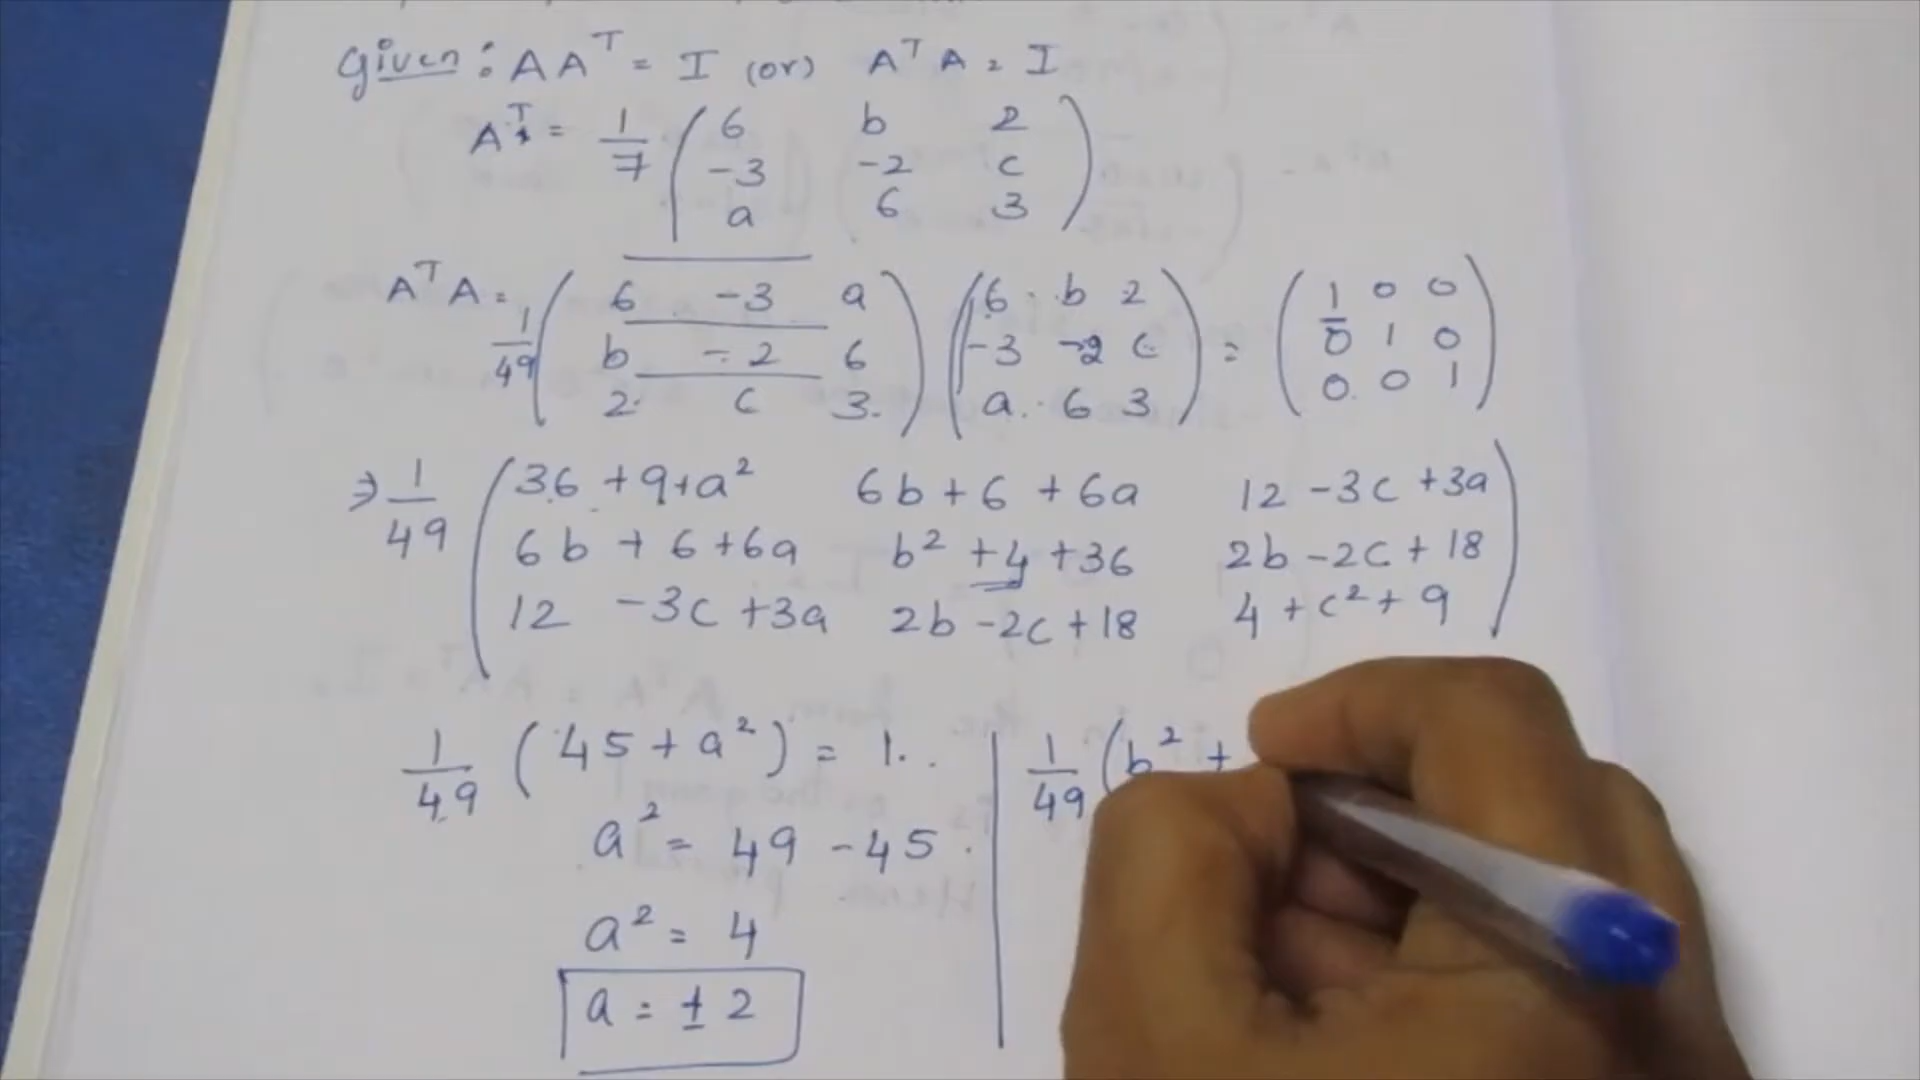 Given: A Aᵀ = I (or) Aᵀ A = I
Aᵀ = 1/7 ( 6 b 2
-3 -2 c
a 6 3 )
Aᵀ A = 1/49 ( 6 -3 a ) ( 6 b 2 ) = ( 1 0 0 )
( b -2 6 ) ( -3 -2 c ) ( 0 1 0 )
( 2 c 3 ) ( a 6 3 ) ( 0 0 1 )
⇒ 1/49 ( 36 + 9 + a² 6b + 6 + 6a 12 - 3c + 3a
6b + 6 + 6a b² + 4 + 36 2b - 2c + 18
12 - 3c + 3a 2b - 2c + 18 4 + c² + 9 )
1/49 ( 45 + a² ) = 1.
a² = 49 - 45
a² = 4
a = ± 2
1/49 ( b² +